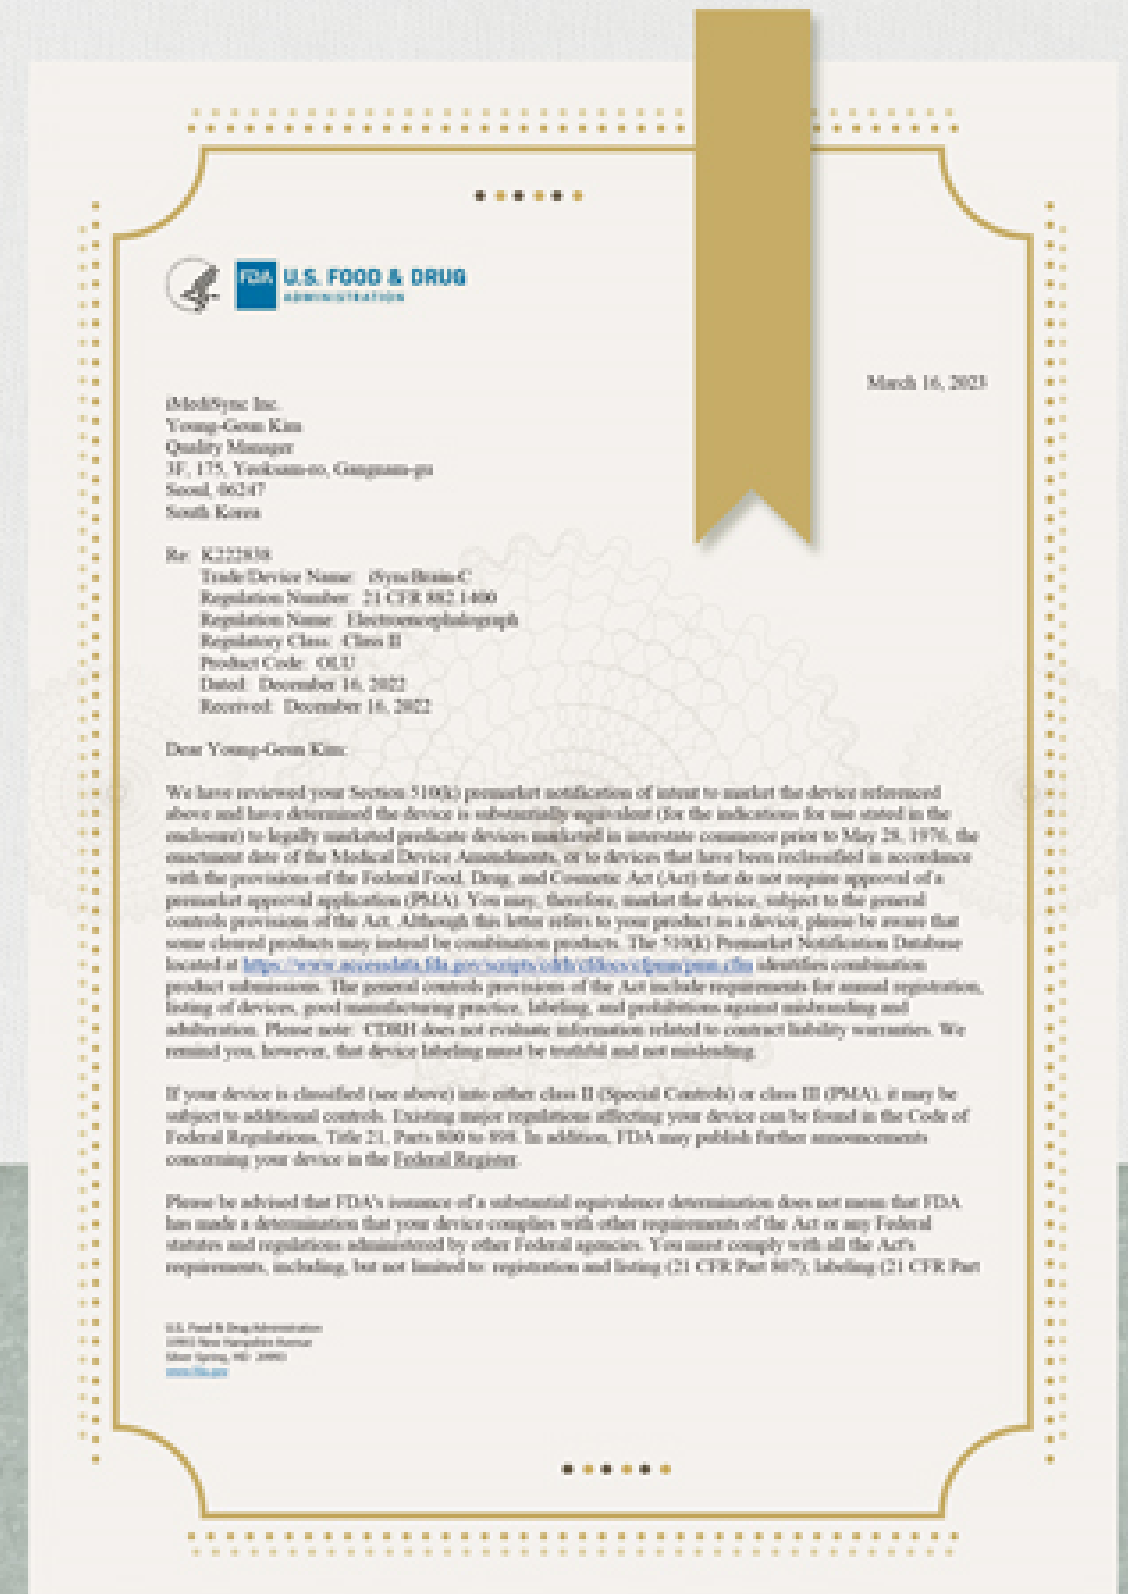 FDA U.S. FOOD & DRUG
ADMINISTRATION
March 16, 2023
iMediSync Inc.
Young-Geun Kim
Quality Manager
3F, 175, Yeoksam-ro, Gangnam-gu
Seoul, 06247
South Korea
Re: K222838
Trade/Device Name: iSyncBrain-C
Regulation Number: 21 CFR 882.1400
Regulation Name: Electroencephalograph
Regulatory Class: Class II
Product Code: OLU
Dated: December 16, 2022
Received: December 16, 2022
Dear Young-Geun Kim:
We have reviewed your Section 510(k) premarket notification of intent to market the device referenced
above and have determined the device is substantially equivalent (for the indications for use stated in the
enclosure) to legally marketed predicate devices marketed in interstate commerce prior to May 28, 1976, the
enactment date of the Medical Device Amendments, or to devices that have been reclassified in accordance
with the provisions of the Federal Food, Drug, and Cosmetic Act (Act) that do not require approval of a
premarket approval application (PMA). You may, therefore, market the device, subject to the general
controls provisions of the Act. Although this letter refers to your product as a device, please be aware that
some cleared products may instead be combination products. The 510(k) Premarket Notification Database
located at https://www.accessdata.fda.gov/scripts/cdrh/cfdocs/cfpmn/pmn.cfm identifies combination
product submissions. The general controls provisions of the Act include requirements for annual registration,
listing of devices, good manufacturing practice, labeling, and prohibitions against misbranding and
adulteration. Please note: CDRH does not evaluate information related to contract liability warranties. We
remind you, however, that device labeling must be truthful and not misleading.
If your device is classified (see above) into either class II (Special Controls) or class III (PMA), it may be
subject to additional controls. Existing major regulations affecting your device can be found in the Code of
Federal Regulations, Title 21, Parts 800 to 898. In addition, FDA may publish further announcements
concerning your device in the Federal Register.
Please be advised that FDA's issuance of a substantial equivalence determination does not mean that FDA
has made a determination that your device complies with other requirements of the Act or any Federal
statutes and regulations administered by other Federal agencies. You must comply with all the Act's
requirements, including, but not limited to: registration and listing (21 CFR Part 807); labeling (21 CFR Part
U.S. Food & Drug Administration
10903 New Hampshire Avenue
Silver Spring, MD 20993
www.fda.gov